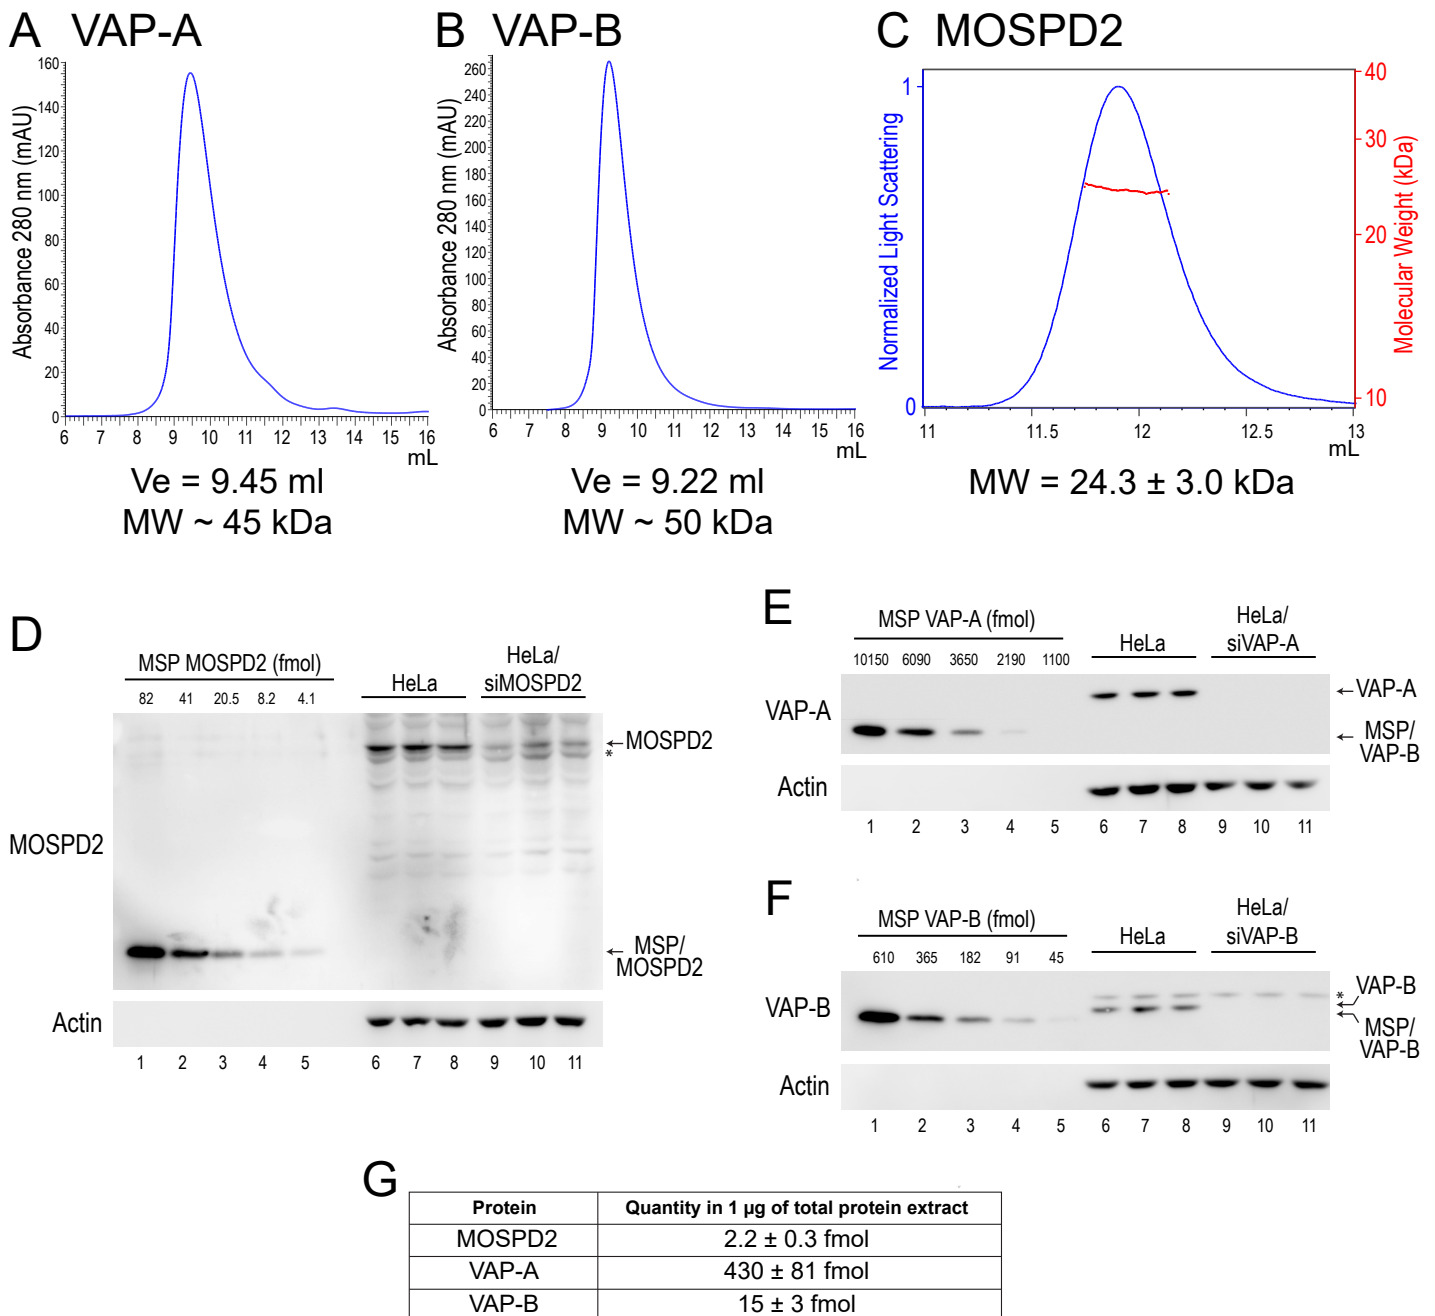 A VAP-A
Absorbance 280 nm (mAU)
160
140
120
100
80
60
40
20
0
6 7 8 9 10 11 12 13 14 15 16
mL
Ve = 9.45 ml
MW ~ 45 kDa
B VAP-B
Absorbance 280 nm (mAU)
260
240
220
200
180
160
140
120
100
80
60
40
20
0
6 7 8 9 10 11 12 13 14 15 16
mL
Ve = 9.22 ml
MW ~ 50 kDa
C MOSPD2
Normalized Light Scattering
1
0
Molecular Weight (kDa)
40
30
20
10
11 11.5 12 12.5 13
mL
MW = 24.3 ± 3.0 kDa
D
MSP MOSPD2 (fmol)
HeLa
HeLa/
siMOSPD2
82 41 20.5 8.2 4.1
MOSPD2
←MOSPD2
*
← MSP/
MOSPD2
Actin
1 2 3 4 5 6 7 8 9 10 11
E
MSP VAP-A (fmol)
HeLa
HeLa/
siVAP-A
10150 6090 3650 2190 1100
VAP-A
←VAP-A
← MSP/
VAP-B
Actin
1 2 3 4 5 6 7 8 9 10 11
F
MSP VAP-B (fmol)
HeLa
HeLa/
siVAP-B
610 365 182 91 45
VAP-B
*
VAP-B
MSP/
VAP-B
Actin
1 2 3 4 5 6 7 8 9 10 11
G
Protein Quantity in 1 µg of total protein extract
MOSPD2 2.2 ± 0.3 fmol
VAP-A 430 ± 81 fmol
VAP-B 15 ± 3 fmol